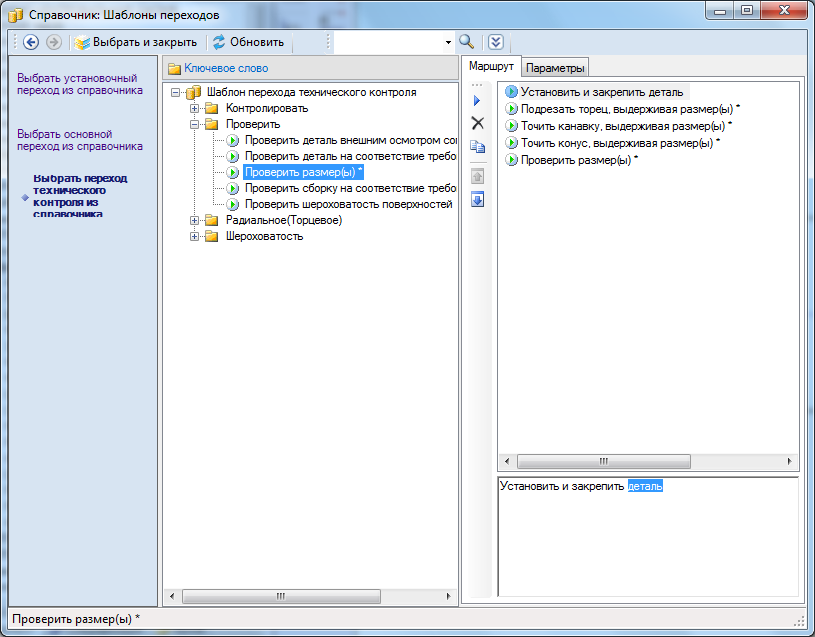 Справочник: Шаблоны переходов
Выбрать и закрыть
Обновить
Выбрать установочный
переход из справочника
Выбрать основной
переход из справочника
Выбрать переход
технического
контроля из
справочника
Ключевое слово
Шаблон перехода технического контроля
Контролировать
Проверить
Проверить деталь внешним осмотром сог
Проверить деталь на соответствие требо
Проверить размер(ы) *
Проверить сборку на соответствие требо
Проверить шероховатость поверхностей
Радиальное(Торцевое)
Шероховатость
Маршрут
Параметры
Установить и закрепить деталь
Подрезать торец, выдерживая размер(ы) *
Точить канавку, выдерживая размер(ы) *
Точить конус, выдерживая размер(ы) *
Проверить размер(ы) *
Установить и закрепить деталь
Проверить размер(ы) *